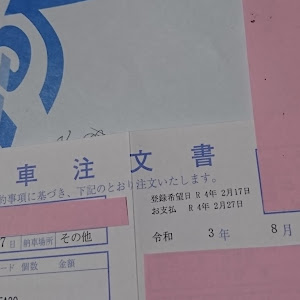 車注文書
的事項に基づき、下記のとおり注文いたします。
登録希望日 R 4年 2月17日
お支払 R 4年 2月27日
7日 納車場所 その他
令和 3年 8月
ード 個数 金額